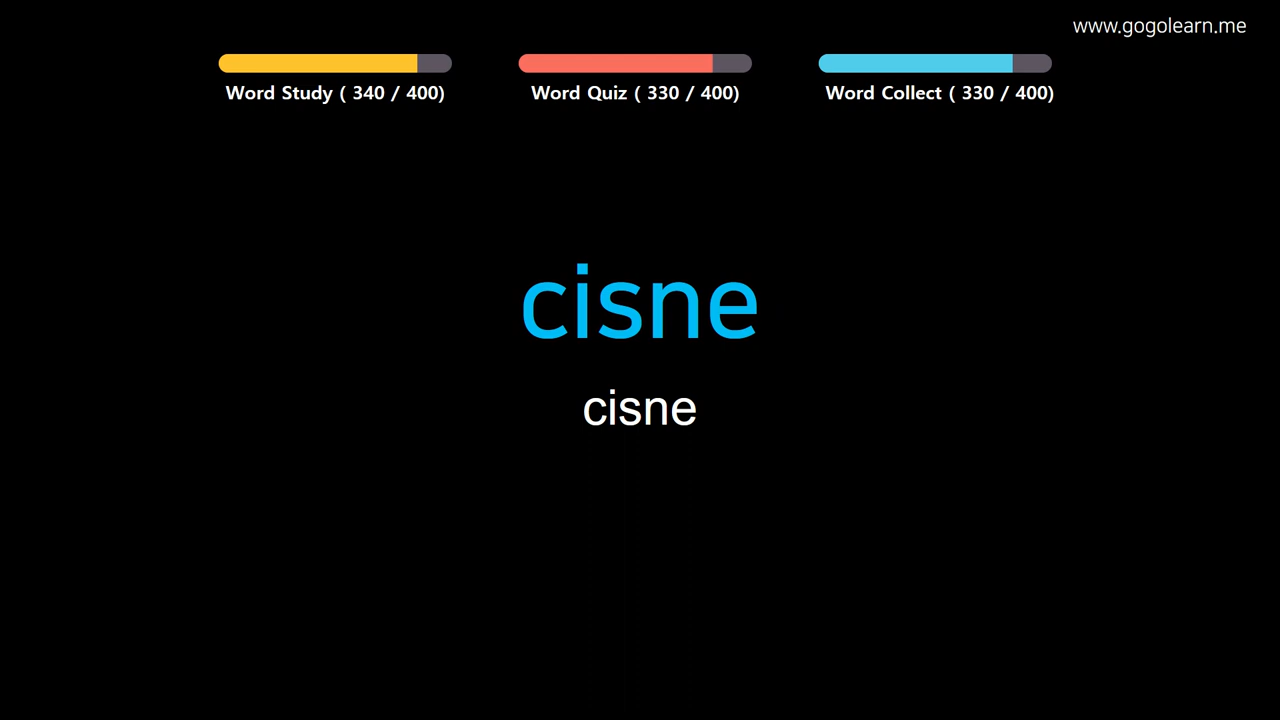 www.gogolearn.me
Word Study ( 340 / 400)
Word Quiz ( 330 / 400)
Word Collect ( 330 / 400)
cisne
cisne